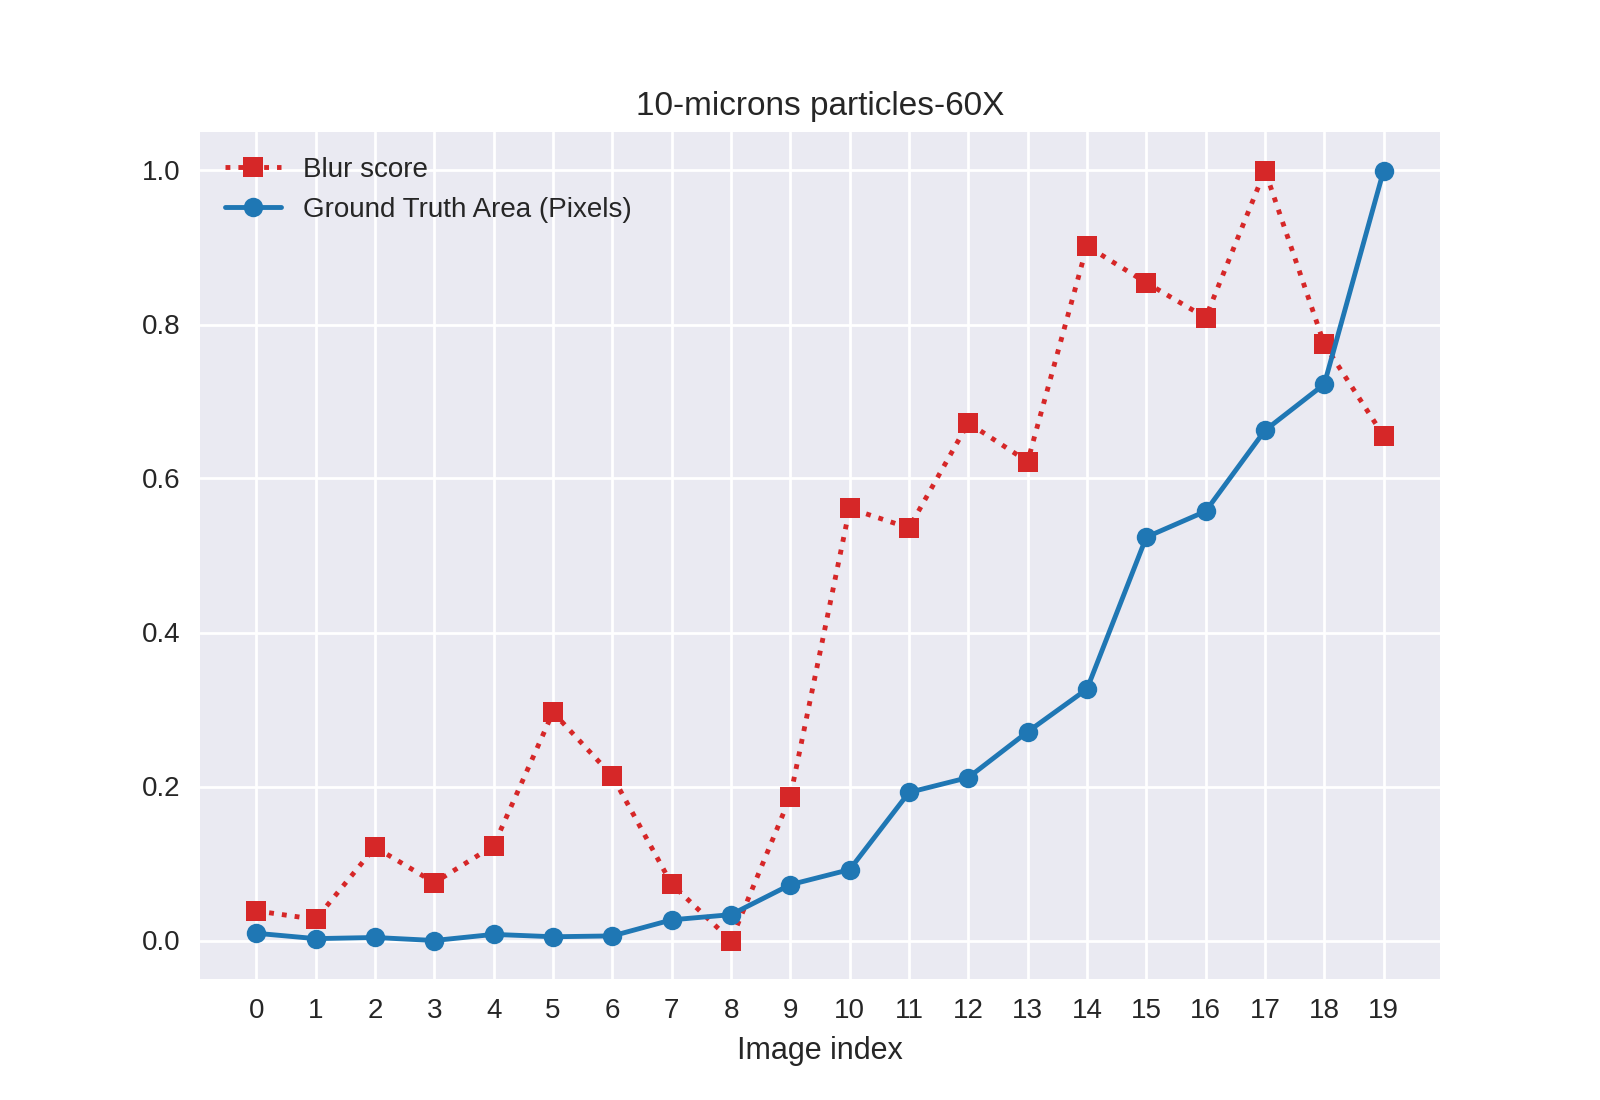 10-microns particles-60X
Blur score
Ground Truth Area (Pixels)
1.0
0.8
0.6
0.4
0.2
0.0
0 1 2 3 4 5 6 7 8 9 10 11 12 13 14 15 16 17 18 19
Image index